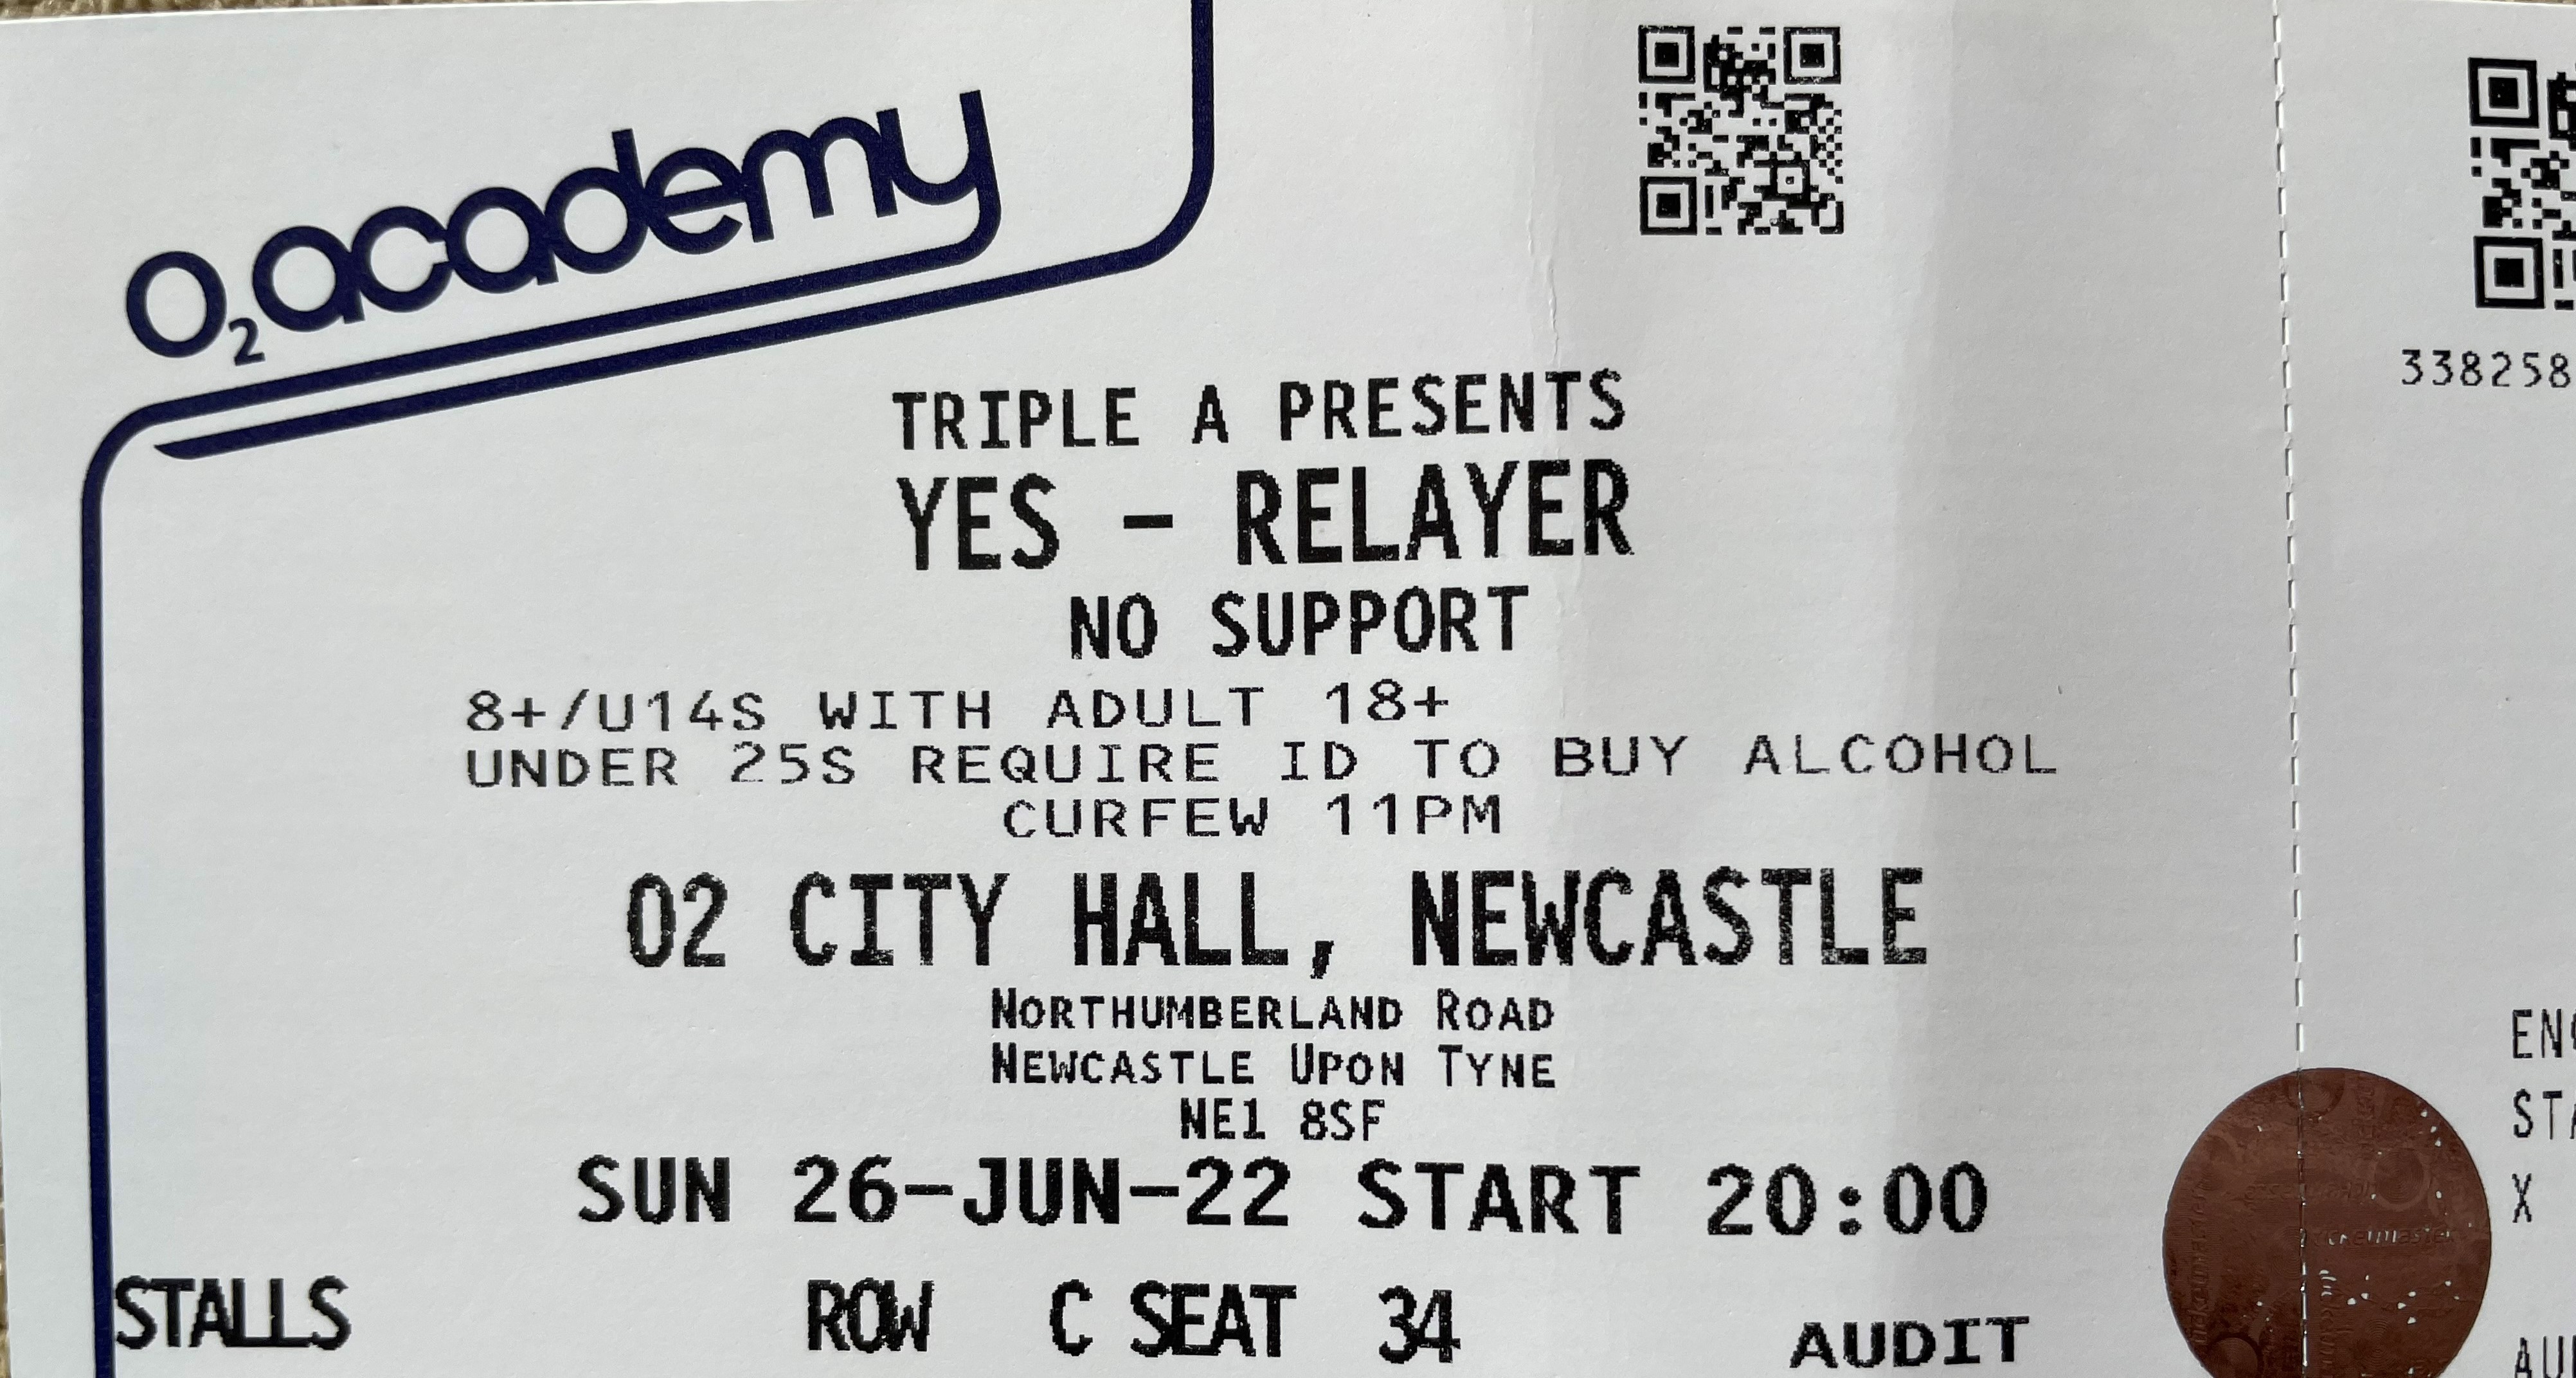 O2 academy
TRIPLE A PRESENTS
YES - RELAYER
NO SUPPORT
8+/U14S WITH ADULT 18+
UNDER 25S REQUIRE ID TO BUY ALCOHOL
CURFEW 11PM
O2 CITY HALL, NEWCASTLE
NORTHUMBERLAND ROAD
NEWCASTLE UPON TYNE
NE1 8SF
SUN 26-JUN-22 START 20:00
STALLS ROW C SEAT 34
AUDIT
338258
X
ticketmaster